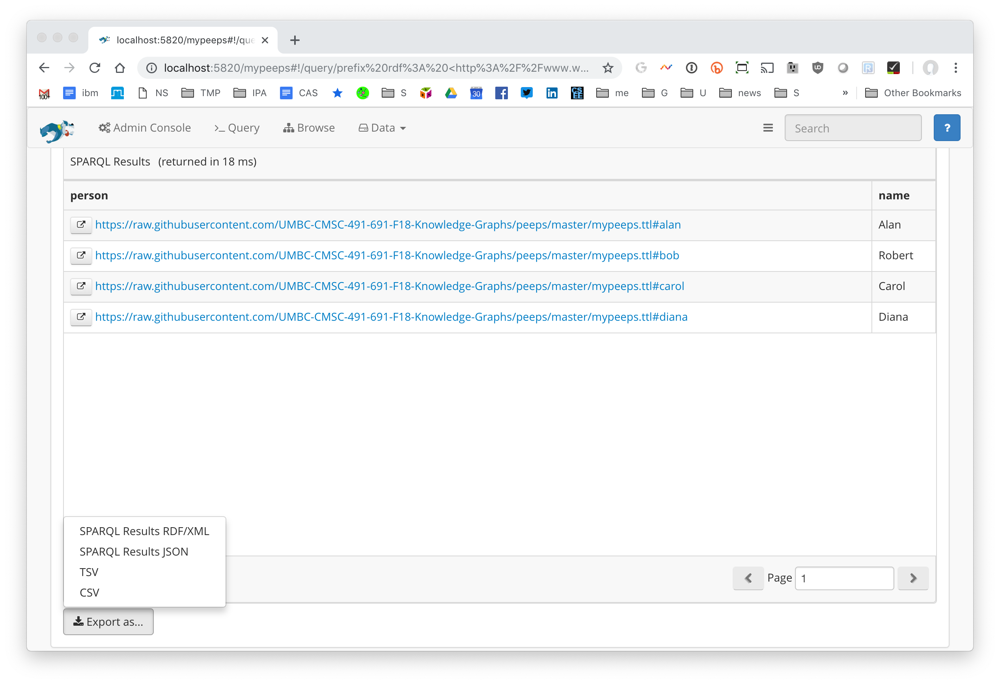 localhost:5820/mypeeps#!/que
localhost:5820/mypeeps#!/query/prefix%20rdf%3A%20<http%3A%2F%2Fwww.w...
100+ ibm NS TMP IPA CAS S 30 CS EE me G U news S » Other Bookmarks
Admin Console Query Browse Data Search ?
SPARQL Results (returned in 18 ms)
person name
https://raw.githubusercontent.com/UMBC-CMSC-491-691-F18-Knowledge-Graphs/peeps/master/mypeeps.ttl#alan Alan
https://raw.githubusercontent.com/UMBC-CMSC-491-691-F18-Knowledge-Graphs/peeps/master/mypeeps.ttl#bob Robert
https://raw.githubusercontent.com/UMBC-CMSC-491-691-F18-Knowledge-Graphs/peeps/master/mypeeps.ttl#carol Carol
https://raw.githubusercontent.com/UMBC-CMSC-491-691-F18-Knowledge-Graphs/peeps/master/mypeeps.ttl#diana Diana
SPARQL Results RDF/XML
SPARQL Results JSON
TSV
CSV
Page 1
Export as...